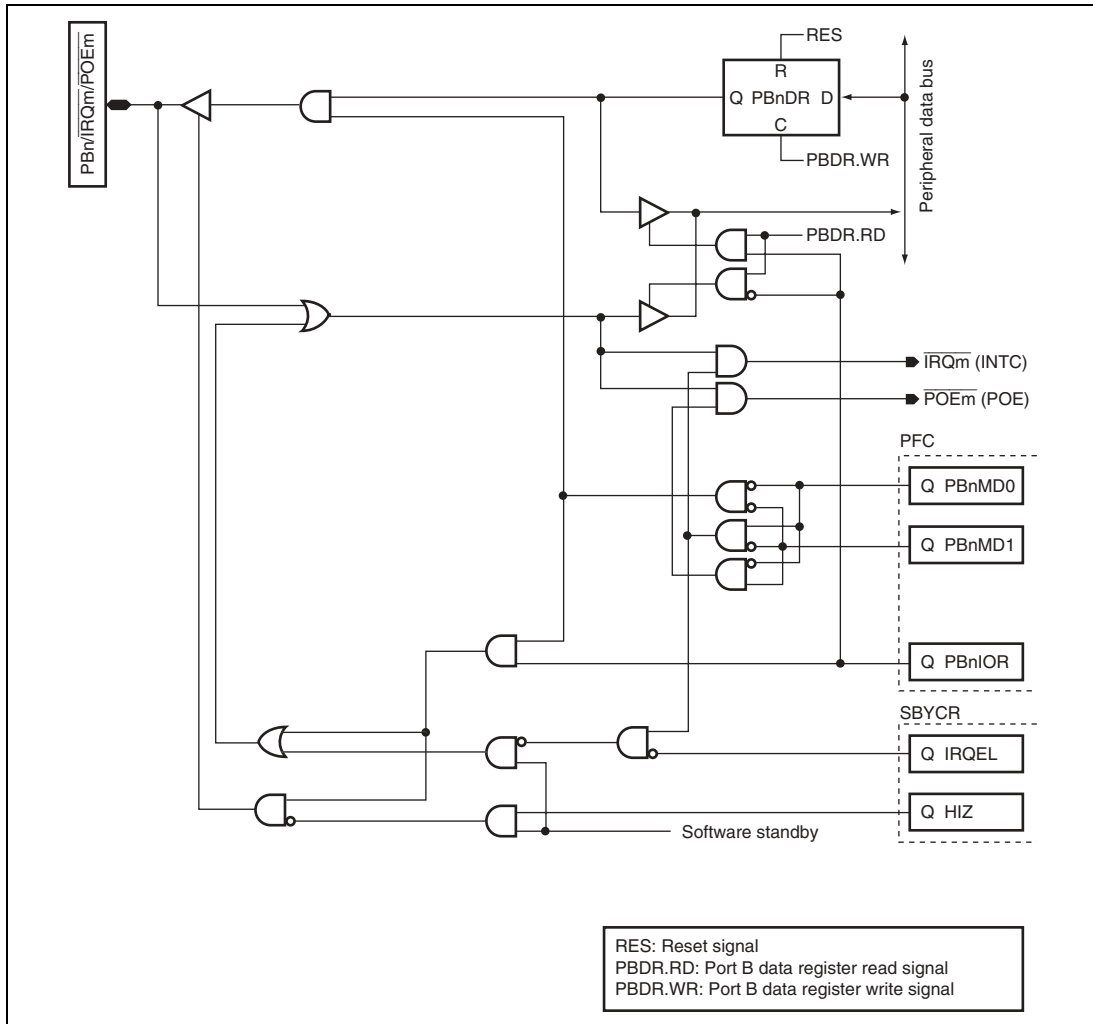 PBn/IRQm/POEm
RES
R
Q PBnDR D
C
PBDR.WR
Peripheral data bus
PBDR.RD
IRQm (INTC)
POEm (POE)
PFC
Q PBnMD0
Q PBnMD1
Q PBnIOR
SBYCR
Q IRQEL
Q HIZ
Software standby
RES: Reset signal
PBDR.RD: Port B data register read signal
PBDR.WR: Port B data register write signal